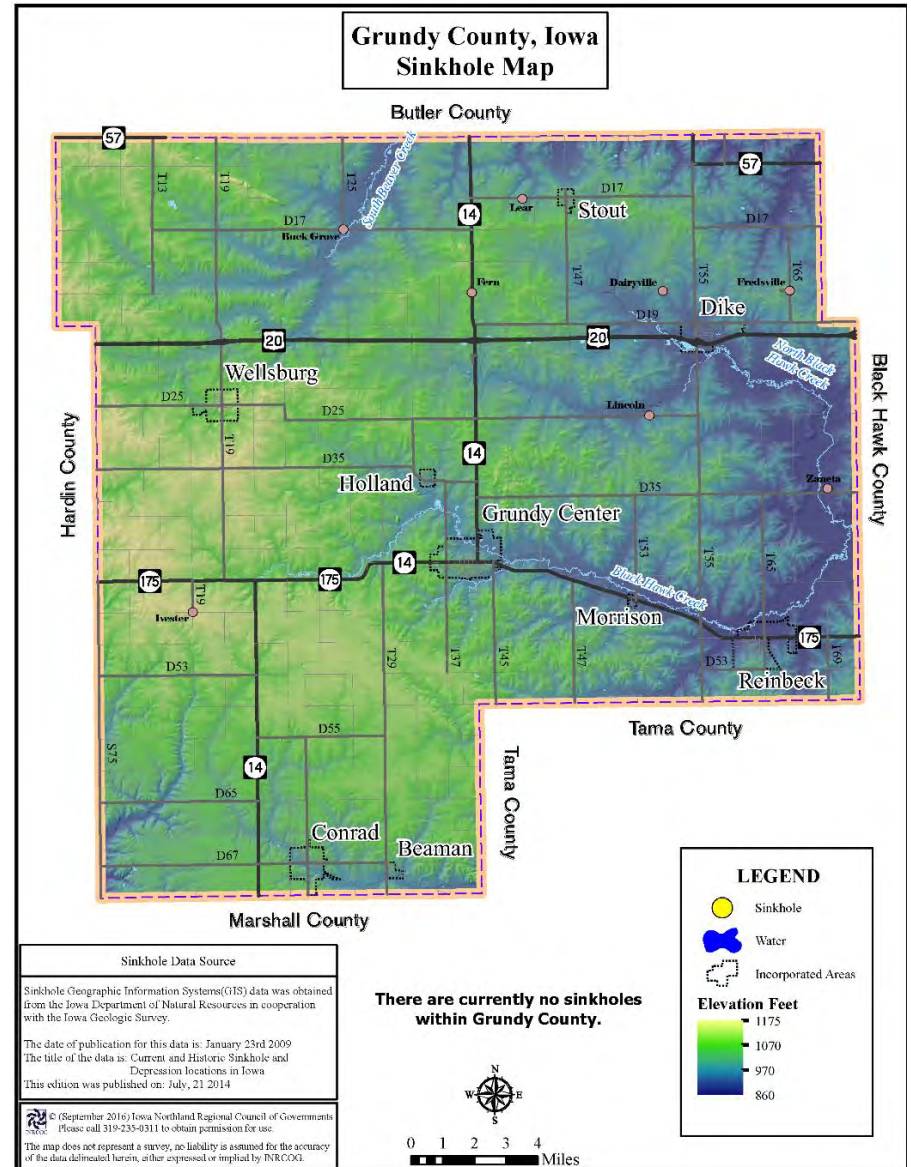 Grundy County, Iowa
Sinkhole Map
Butler County
57
57
T13
T19
T25
South Beaver Creek
14
D17
Lear
Stout
D17
Buck Grove
D17
T47
T55
T65
Fern
Dairyville
Fredsville
D19
Dike
20
20
North Black
Hawk Creek
Wellsburg
Hardin County
Black Hawk County
D25
D25
Lincoln
T19
14
D35
Holland
D35
Zaneta
Grundy Center
14
T53
T55
T65
175
175
Black Hawk Creek
T19
Ivester
Morrison
175
D53
T29
T37
T45
T47
D53
T69
Reinbeck
Tama County
S75
D55
14
Tama County
D65
Conrad
Beaman
D67
Marshall County
LEGEND
Sinkhole
Water
Incorporated Areas
Elevation Feet
1175
1070
970
860
Sinkhole Data Source
Sinkhole Geographic Information Systems(GIS) data was obtained
from the Iowa Department of Natural Resources in cooperation
with the Iowa Geologic Survey.
The date of publication for this data is: January 23rd 2009
The title of the data is: Current and Historic Sinkhole and
Depression locations in Iowa
This edition was published on: July, 21 2014
There are currently no sinkholes
within Grundy County.
N
W
E
S
INRCOG
© (September 2016) Iowa Northland Regional Council of Governments
Please call 319-235-0311 to obtain permission for use.
The map does not represent a survey, no liability is assumed for the accuracy
of the data delineated herein, either expressed or implied by INRCOG.
0 1 2 3 4
Miles